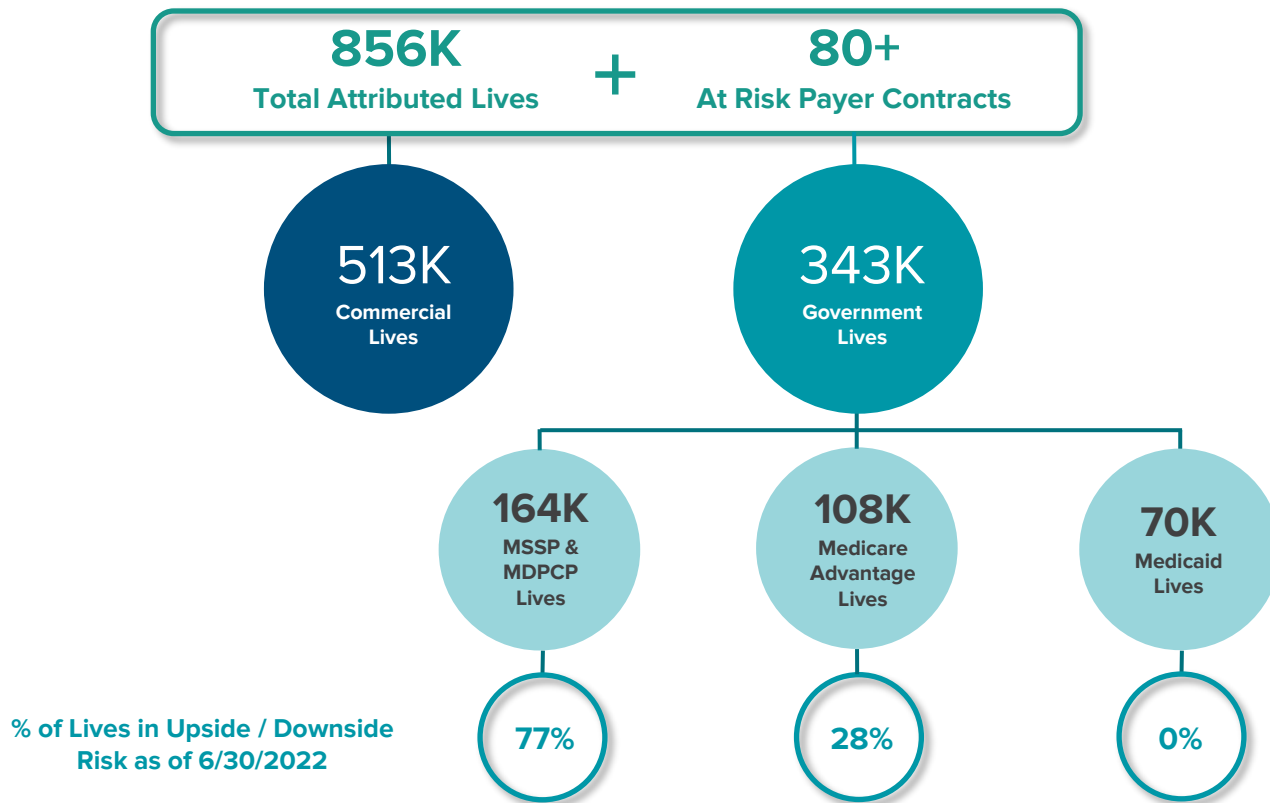 856K
Total Attributed Lives
+
80+
At Risk Payer Contracts
513K
Commercial
Lives
343K
Government
Lives
164K
MSSP &
MDPCP
Lives
108K
Medicare
Advantage
Lives
70K
Medicaid
Lives
% of Lives in Upside / Downside
Risk as of 6/30/2022
77%
28%
0%